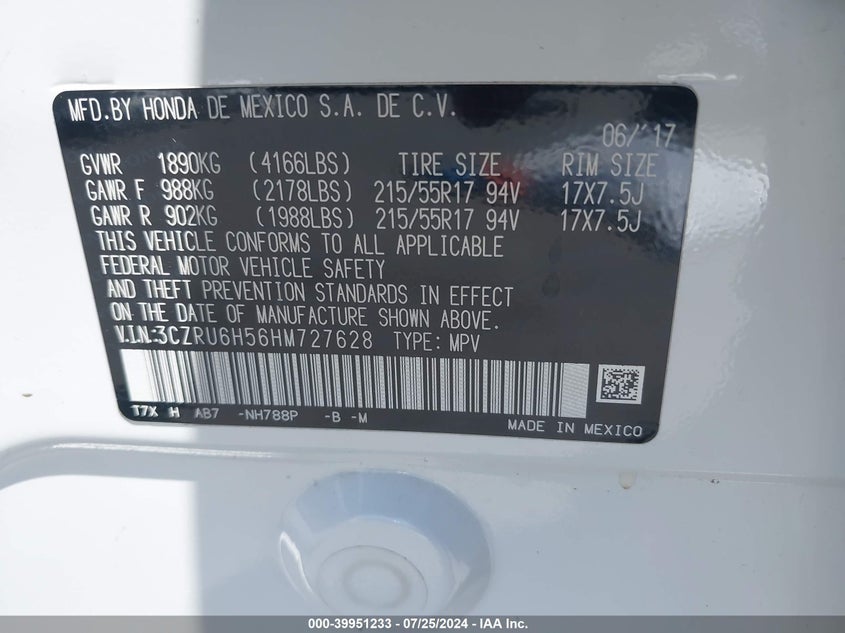 MFD.BY HONDA DE MEXICO S.A. DE C.V.
06/'17
GVWR 1890KG (4166LBS) TIRE SIZE RIM SIZE
GAWR F 988KG (2178LBS) 215/55R17 94V 17X7.5J
GAWR R 902KG (1988LBS) 215/55R17 94V 17X7.5J
THIS VEHICLE CONFORMS TO ALL APPLICABLE
FEDERAL MOTOR VEHICLE SAFETY
AND THEFT PREVENTION STANDARDS IN EFFECT
ON THE DATE OF MANUFACTURE SHOWN ABOVE.
V.I.N:3CZRU6H56HM727628 TYPE: MPV
T7X H AB7 -NH788P -B -M
MADE IN MEXICO
000-39951233 - 07/25/2024 - IAA Inc.